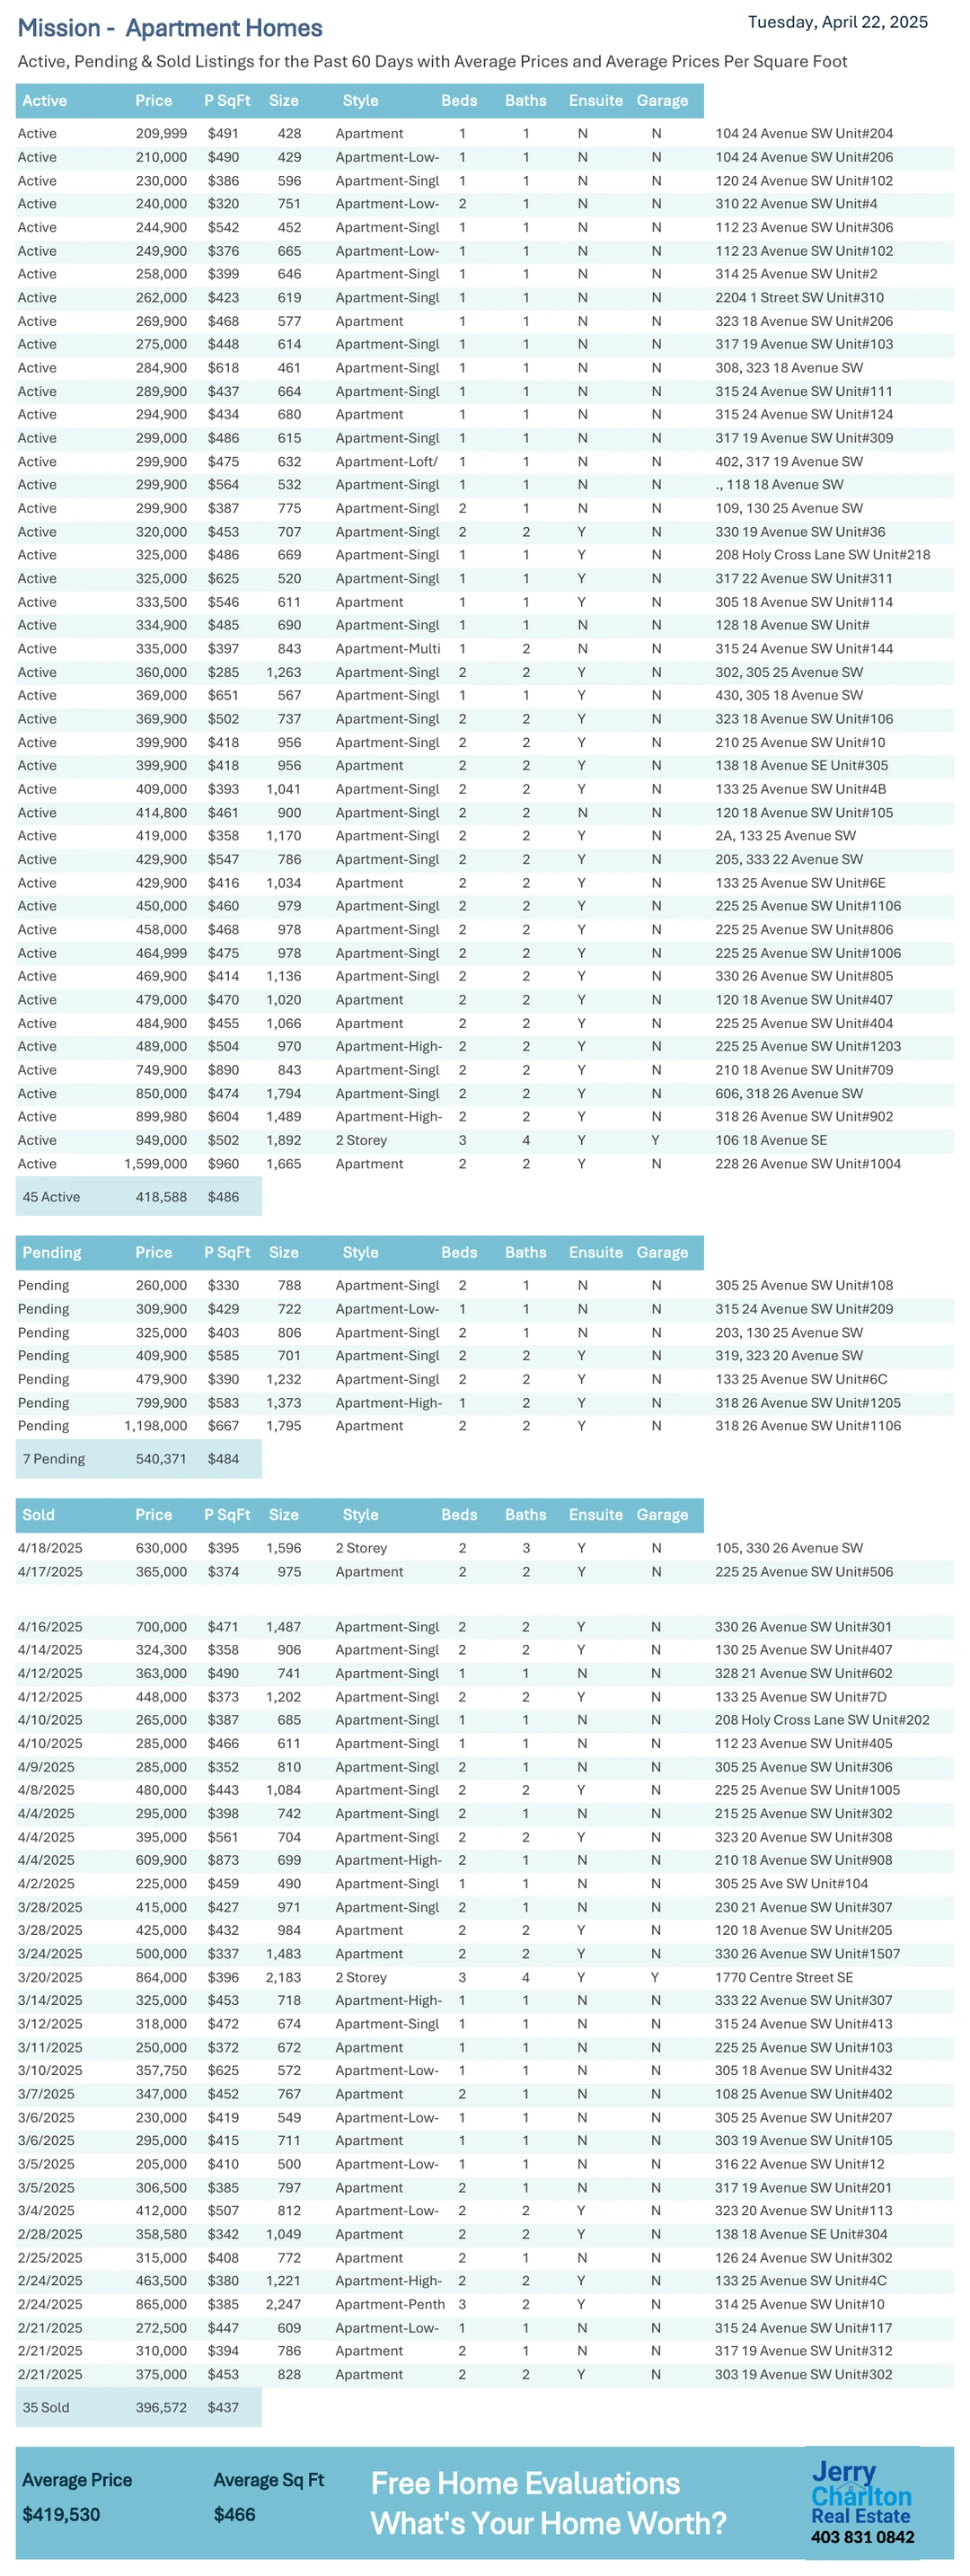 Mission - Apartment Homes
Tuesday, April 22, 2025
Active, Pending & Sold Listings for the Past 60 Days with Average Prices and Average Prices Per Square Foot
Active Price P SqFt Size Style Beds Baths Ensuite Garage
Active 209,999 $491 428 Apartment 1 1 N N 104 24 Avenue SW Unit#204
Active 210,000 $490 429 Apartment-Low- 1 1 N N 104 24 Avenue SW Unit#206
Active 230,000 $386 596 Apartment-Singl 1 1 N N 120 24 Avenue SW Unit#102
Active 240,000 $320 751 Apartment-Low- 2 1 N N 310 22 Avenue SW Unit#4
Active 244,900 $542 452 Apartment-Singl 1 1 N N 112 23 Avenue SW Unit#306
Active 249,900 $376 665 Apartment-Low- 1 1 N N 112 23 Avenue SW Unit#102
Active 258,000 $399 646 Apartment-Singl 1 1 N N 314 25 Avenue SW Unit#2
Active 262,000 $423 619 Apartment-Singl 1 1 N N 2204 1 Street SW Unit#310
Active 269,900 $468 577 Apartment 1 1 N N 323 18 Avenue SW Unit#206
Active 275,000 $448 614 Apartment-Singl 1 1 N N 317 19 Avenue SW Unit#103
Active 284,900 $618 461 Apartment-Singl 1 1 N N 308, 323 18 Avenue SW
Active 289,900 $437 664 Apartment-Singl 1 1 N N 315 24 Avenue SW Unit#111
Active 294,900 $434 680 Apartment 1 1 N N 315 24 Avenue SW Unit#124
Active 299,000 $486 615 Apartment-Singl 1 1 N N 317 19 Avenue SW Unit#309
Active 299,900 $475 632 Apartment-Loft/ 1 1 N N 402, 317 19 Avenue SW
Active 299,900 $564 532 Apartment-Singl 1 1 N N ., 118 18 Avenue SW
Active 299,900 $387 775 Apartment-Singl 2 1 N N 109, 130 25 Avenue SW
Active 320,000 $453 707 Apartment-Singl 2 2 Y N 330 19 Avenue SW Unit#36
Active 325,000 $486 669 Apartment-Singl 1 1 Y N 208 Holy Cross Lane SW Unit#218
Active 325,000 $625 520 Apartment-Singl 1 1 Y N 317 22 Avenue SW Unit#311
Active 333,500 $546 611 Apartment 1 1 Y N 305 18 Avenue SW Unit#114
Active 334,900 $485 690 Apartment-Singl 1 1 N N 128 18 Avenue SW Unit#
Active 335,000 $397 843 Apartment-Multi 1 2 N N 315 24 Avenue SW Unit#144
Active 360,000 $285 1,263 Apartment-Singl 2 2 Y N 302, 305 25 Avenue SW
Active 369,000 $651 567 Apartment-Singl 1 1 Y N 430, 305 18 Avenue SW
Active 369,900 $502 737 Apartment-Singl 2 2 Y N 323 18 Avenue SW Unit#106
Active 399,900 $418 956 Apartment-Singl 2 2 Y N 210 25 Avenue SW Unit#10
Active 399,900 $418 956 Apartment 2 2 Y N 138 18 Avenue SE Unit#305
Active 409,000 $393 1,041 Apartment-Singl 2 2 Y N 133 25 Avenue SW Unit#4B
Active 414,800 $461 900 Apartment-Singl 2 2 N N 120 18 Avenue SW Unit#105
Active 419,000 $358 1,170 Apartment-Singl 2 2 Y N 2A, 133 25 Avenue SW
Active 429,900 $547 786 Apartment-Singl 2 2 Y N 205, 333 22 Avenue SW
Active 429,900 $416 1,034 Apartment 2 2 Y N 133 25 Avenue SW Unit#6E
Active 450,000 $460 979 Apartment-Singl 2 2 Y N 225 25 Avenue SW Unit#1106
Active 458,000 $468 978 Apartment-Singl 2 2 Y N 225 25 Avenue SW Unit#806
Active 464,999 $475 978 Apartment-Singl 2 2 Y N 225 25 Avenue SW Unit#1006
Active 469,900 $414 1,136 Apartment-Singl 2 2 Y N 330 26 Avenue SW Unit#805
Active 479,000 $470 1,020 Apartment 2 2 Y N 120 18 Avenue SW Unit#407
Active 484,900 $455 1,066 Apartment 2 2 Y N 225 25 Avenue SW Unit#404
Active 489,000 $504 970 Apartment-High- 2 2 Y N 225 25 Avenue SW Unit#1203
Active 749,900 $890 843 Apartment-Singl 2 2 Y N 210 18 Avenue SW Unit#709
Active 850,000 $474 1,794 Apartment-Singl 2 2 Y N 606, 318 26 Avenue SW
Active 899,980 $604 1,489 Apartment-High- 2 2 Y N 318 26 Avenue SW Unit#902
Active 949,000 $502 1,892 2 Storey 3 4 Y Y 106 18 Avenue SE
Active 1,599,000 $960 1,665 Apartment 2 2 Y N 228 26 Avenue SW Unit#1004
45 Active 418,588 $486
Pending Price P SqFt Size Style Beds Baths Ensuite Garage
Pending 260,000 $330 788 Apartment-Singl 2 1 N N 305 25 Avenue SW Unit#108
Pending 309,900 $429 722 Apartment-Low- 1 1 N N 315 24 Avenue SW Unit#209
Pending 325,000 $403 806 Apartment-Singl 2 1 N N 203, 130 25 Avenue SW
Pending 409,900 $585 701 Apartment-Singl 2 2 Y N 319, 323 20 Avenue SW
Pending 479,900 $390 1,232 Apartment-Singl 2 2 Y N 133 25 Avenue SW Unit#6C
Pending 799,900 $583 1,373 Apartment-High- 1 2 Y N 318 26 Avenue SW Unit#1205
Pending 1,198,000 $667 1,795 Apartment 2 2 Y N 318 26 Avenue SW Unit#1106
7 Pending 540,371 $484
Sold Price P SqFt Size Style Beds Baths Ensuite Garage
4/18/2025 630,000 $395 1,596 2 Storey 2 3 Y N 105, 330 26 Avenue SW
4/17/2025 365,000 $374 975 Apartment 2 2 Y N 225 25 Avenue SW Unit#506
4/16/2025 700,000 $471 1,487 Apartment-Singl 2 2 Y N 330 26 Avenue SW Unit#301
4/14/2025 324,300 $358 906 Apartment-Singl 2 2 Y N 130 25 Avenue SW Unit#407
4/12/2025 363,000 $490 741 Apartment-Singl 1 1 N N 328 21 Avenue SW Unit#602
4/12/2025 448,000 $373 1,202 Apartment-Singl 2 2 Y N 133 25 Avenue SW Unit#7D
4/10/2025 265,000 $387 685 Apartment-Singl 1 1 N N 208 Holy Cross Lane SW Unit#202
4/10/2025 285,000 $466 611 Apartment-Singl 1 1 N N 112 23 Avenue SW Unit#405
4/9/2025 285,000 $352 810 Apartment-Singl 2 1 N N 305 25 Avenue SW Unit#306
4/8/2025 480,000 $443 1,084 Apartment-Singl 2 2 Y N 225 25 Avenue SW Unit#1005
4/4/2025 295,000 $398 742 Apartment-Singl 2 1 N N 215 25 Avenue SW Unit#302
4/4/2025 395,000 $561 704 Apartment-Singl 2 2 Y N 323 20 Avenue SW Unit#308
4/4/2025 609,900 $873 699 Apartment-High- 2 1 N N 210 18 Avenue SW Unit#908
4/2/2025 225,000 $459 490 Apartment-Singl 1 1 N N 305 25 Ave SW Unit#104
3/28/2025 415,000 $427 971 Apartment-Singl 2 1 N N 230 21 Avenue SW Unit#307
3/28/2025 425,000 $432 984 Apartment 2 2 Y N 120 18 Avenue SW Unit#205
3/24/2025 500,000 $337 1,483 Apartment 2 2 Y N 330 26 Avenue SW Unit#1507
3/20/2025 864,000 $396 2,183 2 Storey 3 4 Y Y 1770 Centre Street SE
3/14/2025 325,000 $453 718 Apartment-High- 1 1 N N 333 22 Avenue SW Unit#307
3/12/2025 318,000 $472 674 Apartment-Singl 1 1 N N 315 24 Avenue SW Unit#413
3/11/2025 250,000 $372 672 Apartment 1 1 N N 225 25 Avenue SW Unit#103
3/10/2025 357,750 $625 572 Apartment-Low- 1 1 N N 305 18 Avenue SW Unit#432
3/7/2025 347,000 $452 767 Apartment 2 1 N N 108 25 Avenue SW Unit#402
3/6/2025 230,000 $419 549 Apartment-Low- 1 1 N N 305 25 Avenue SW Unit#207
3/6/2025 295,000 $415 711 Apartment 1 1 N N 303 19 Avenue SW Unit#105
3/5/2025 205,000 $410 500 Apartment-Low- 1 1 N N 316 22 Avenue SW Unit#12
3/5/2025 306,500 $385 797 Apartment 2 1 N N 317 19 Avenue SW Unit#201
3/4/2025 412,000 $507 812 Apartment-Low- 2 2 Y N 323 20 Avenue SW Unit#113
2/28/2025 358,580 $342 1,049 Apartment 2 2 Y N 138 18 Avenue SE Unit#304
2/25/2025 315,000 $408 772 Apartment 2 1 N N 126 24 Avenue SW Unit#302
2/24/2025 463,500 $380 1,221 Apartment-High- 2 2 Y N 133 25 Avenue SW Unit#4C
2/24/2025 865,000 $385 2,247 Apartment-Penth 3 2 Y N 314 25 Avenue SW Unit#10
2/21/2025 272,500 $447 609 Apartment-Low- 1 1 N N 315 24 Avenue SW Unit#117
2/21/2025 310,000 $394 786 Apartment 2 1 N N 317 19 Avenue SW Unit#312
2/21/2025 375,000 $453 828 Apartment 2 2 Y N 303 19 Avenue SW Unit#302
35 Sold 396,572 $437
Average Price Average Sq Ft
$419,530 $466
Free Home Evaluations
What's Your Home Worth?
Jerry
Charlton
Real Estate
403 831 0842